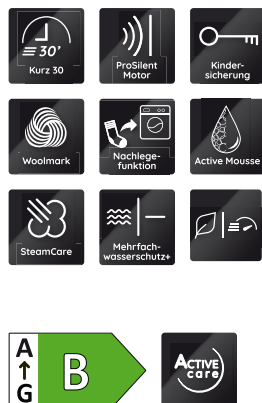 30'
Kurz 30
ProSilent
Motor
Kinder-
sicherung
Woolmark
Nachlege-
funktion
Active Mousse
SteamCare
Mehrfach-
wasserschutz+
A
G
B
ACTIVE
care